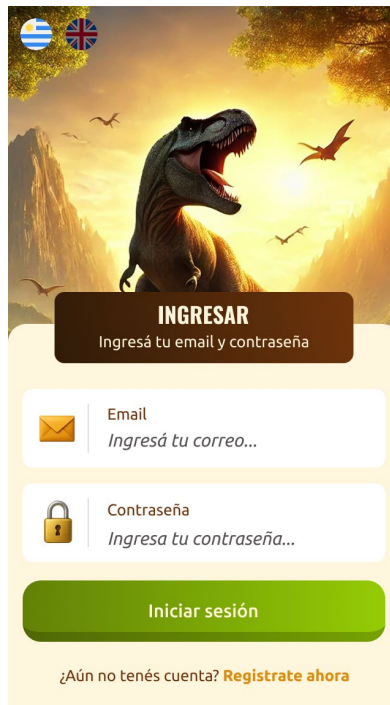 INGRESAR
Ingresá tu email y contraseña
Email
Ingresá tu correo...
Contraseña
Ingresa tu contraseña...
Iniciar sesión
¿Aún no tenés cuenta? Registrate ahora